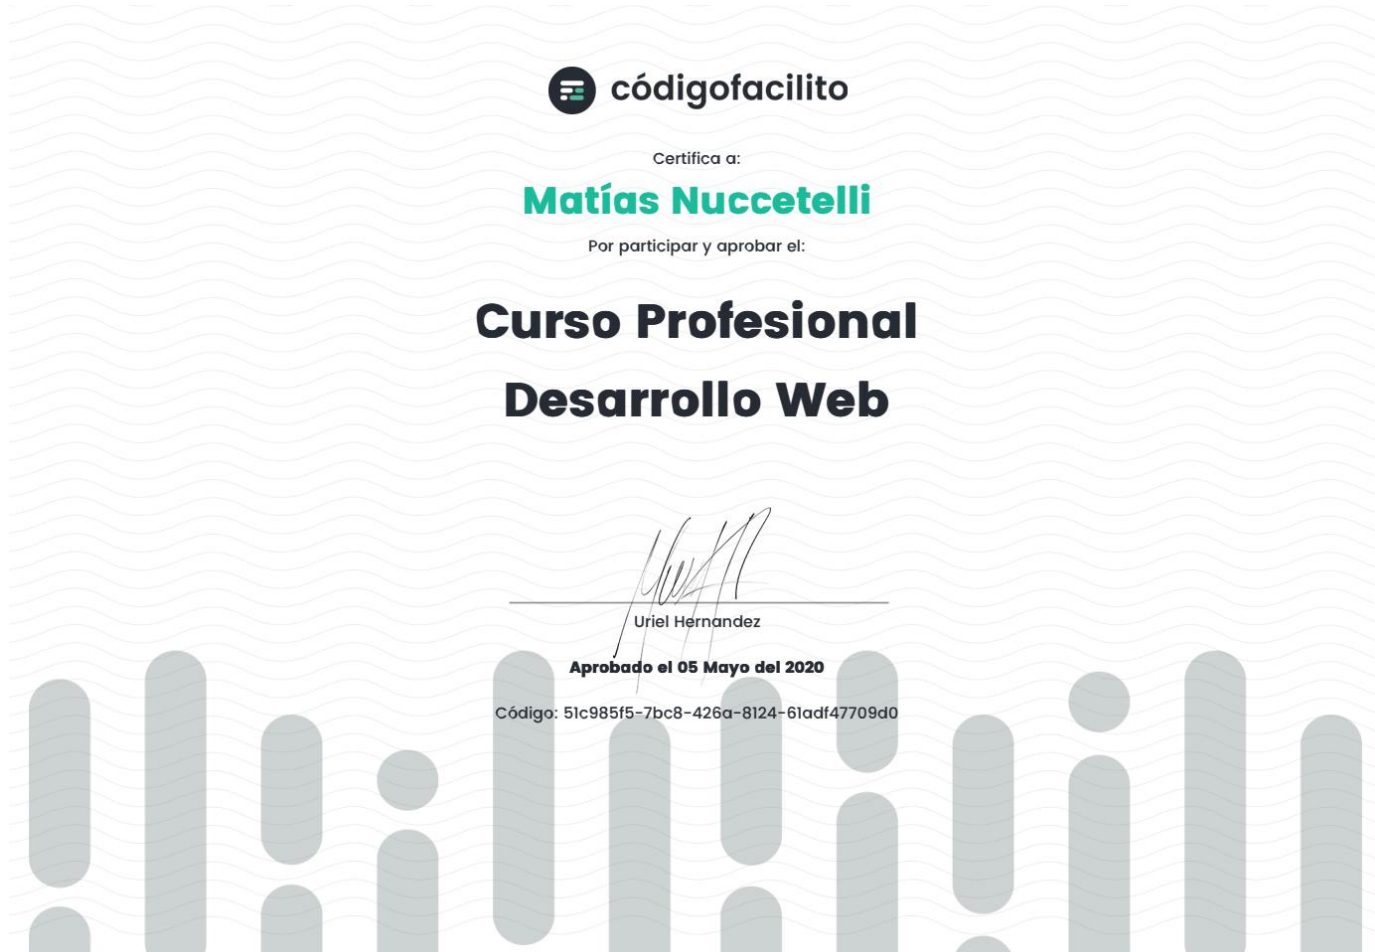 códigofacilito
Certifica a:
Matías Nuccetelli
Por participar y aprobar el:
Curso Profesional
Desarrollo Web
Uriel Hernandez
Aprobado el 05 Mayo del 2020
Código: 51c985f5-7bc8-426a-8124-61adf47709d0